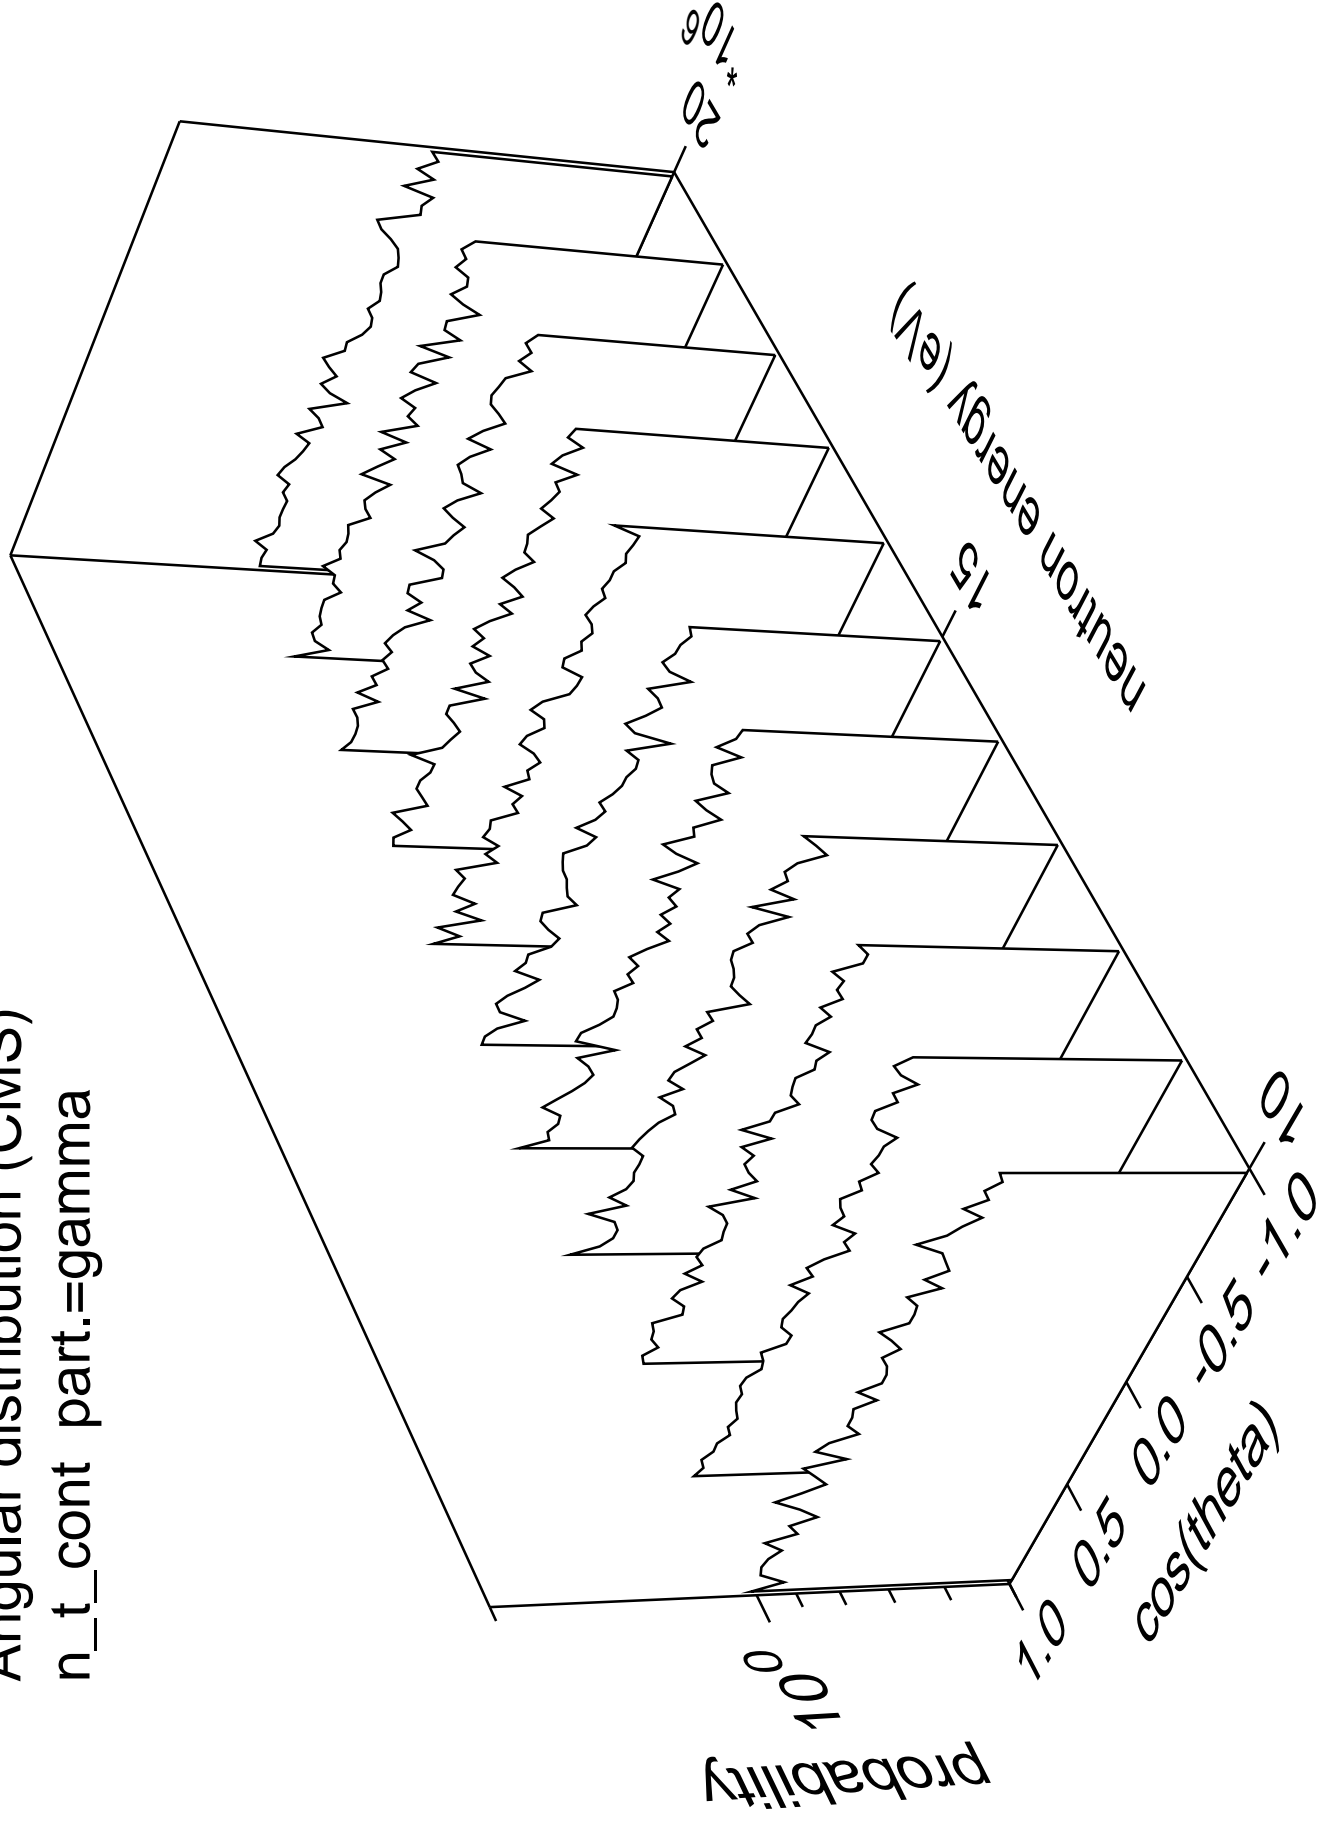 Angular distribution (CMS)
n_t_cont part.=gamma
probability
10 0
1.0 0.5 0.0 -0.5 -1.0
cos(theta)
10 15 20
* 10 6
neutron energy (eV)